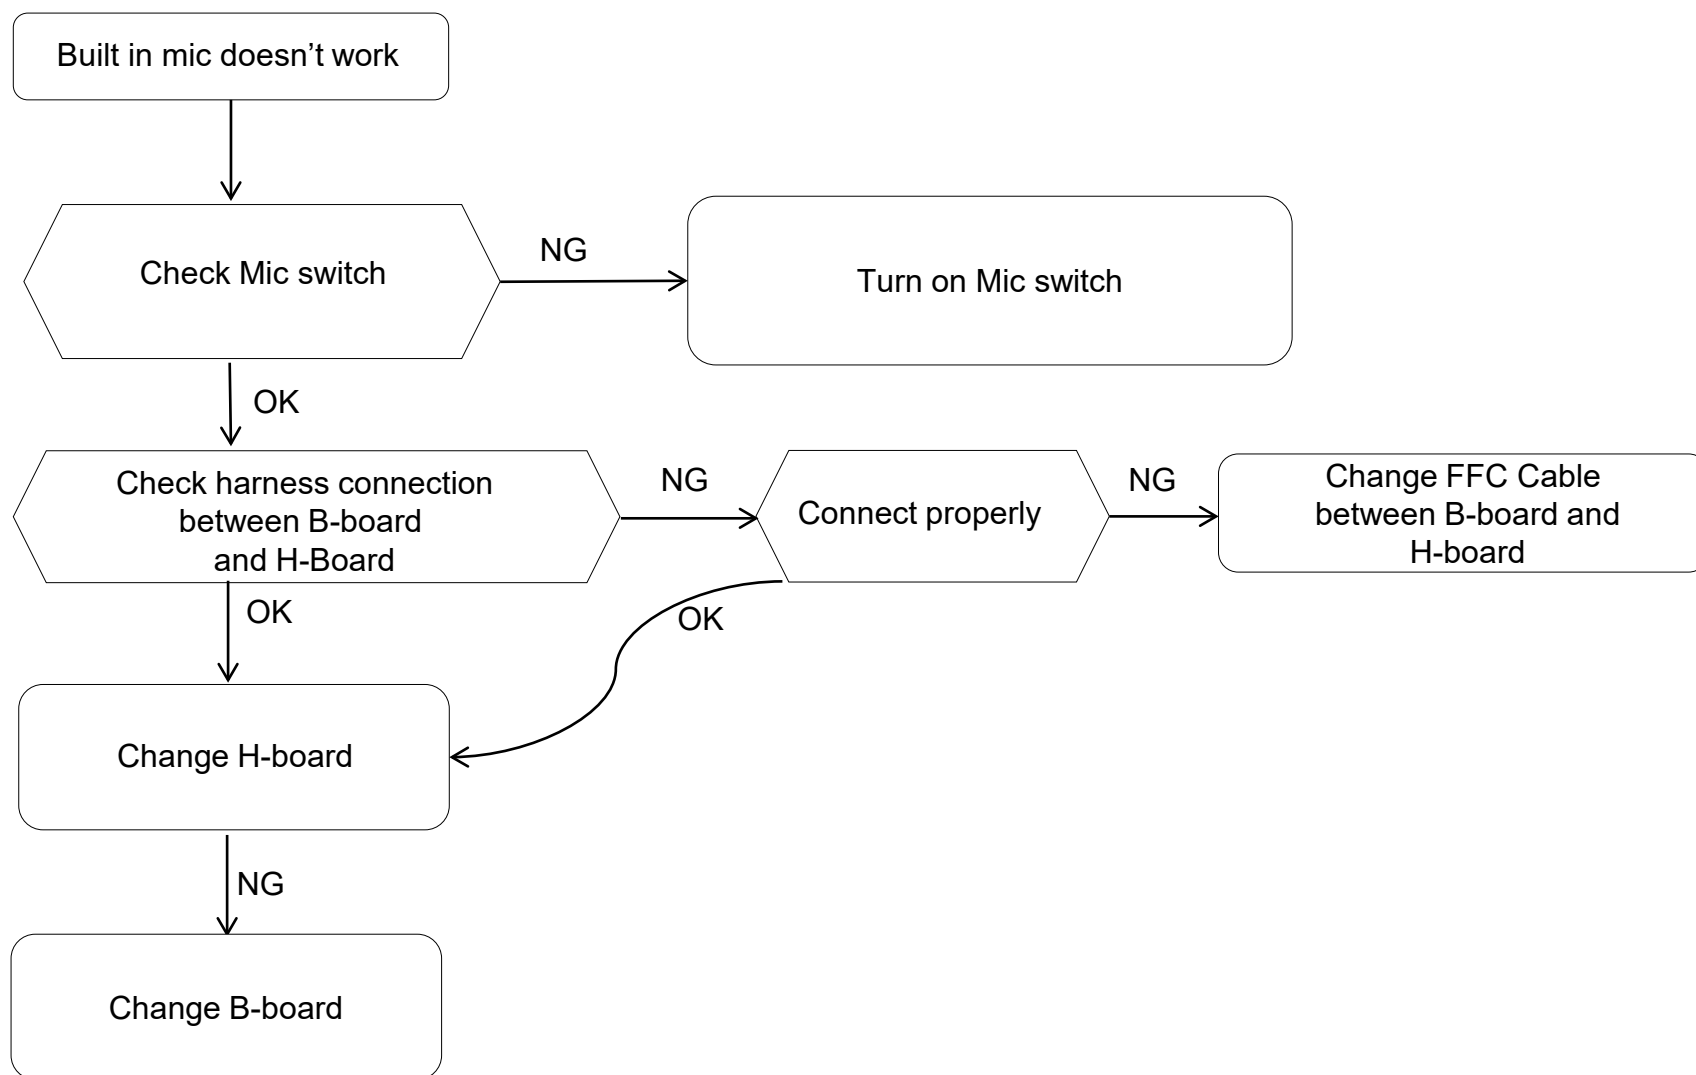 Built in mic doesn’t work
Check Mic switch
NG
Turn on Mic switch
OK
Check harness connection
between B-board
and H-Board
NG
Connect properly
NG
Change FFC Cable
between B-board and
H-board
OK
OK
Change H-board
NG
Change B-board